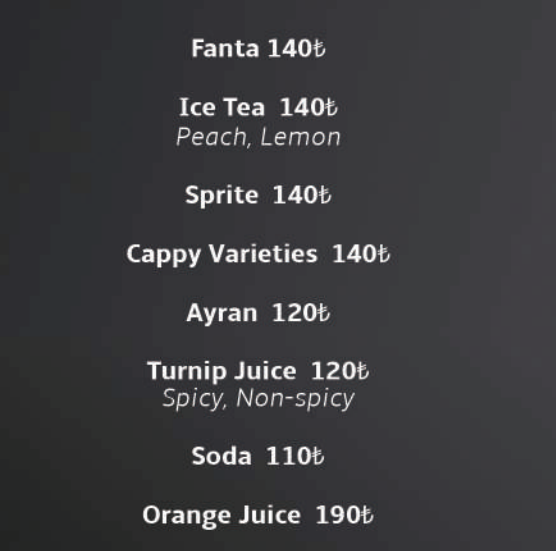 Fanta 140₺
Ice Tea 140₺
Peach, Lemon
Sprite 140₺
Cappy Varieties 140₺
Ayran 120₺
Turnip Juice 120₺
Spicy, Non-spicy
Soda 110₺
Orange Juice 190₺